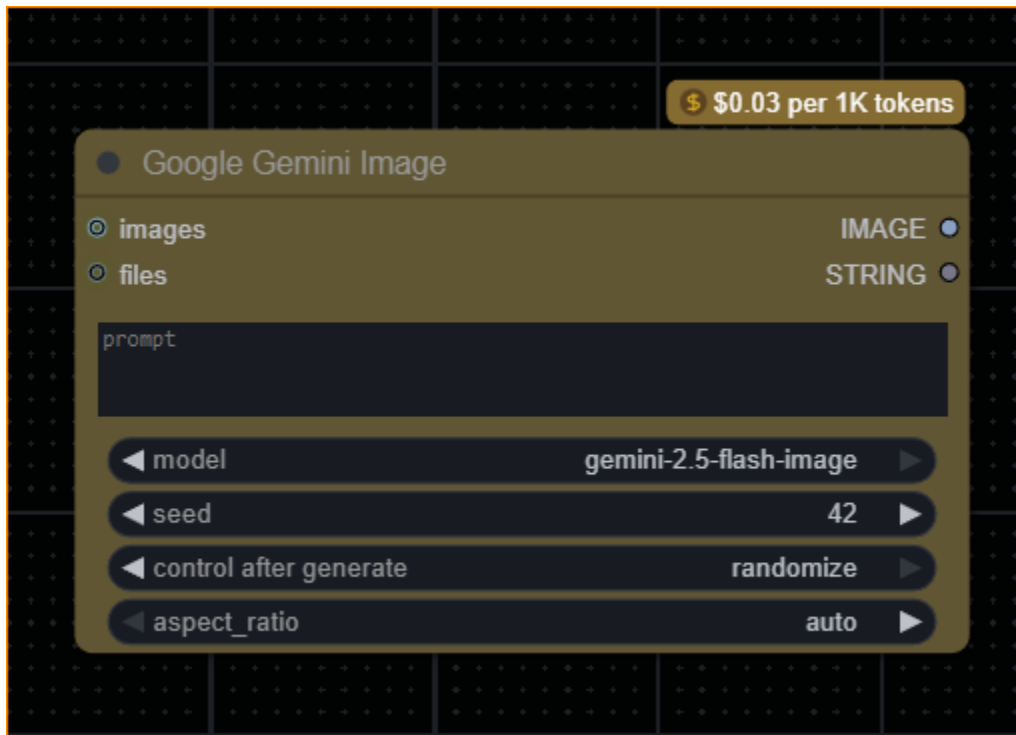 $0.03 per 1K tokens
Google Gemini Image
images IMAGE
files STRING
prompt
model gemini-2.5-flash-image
seed 42
control after generate randomize
aspect_ratio auto